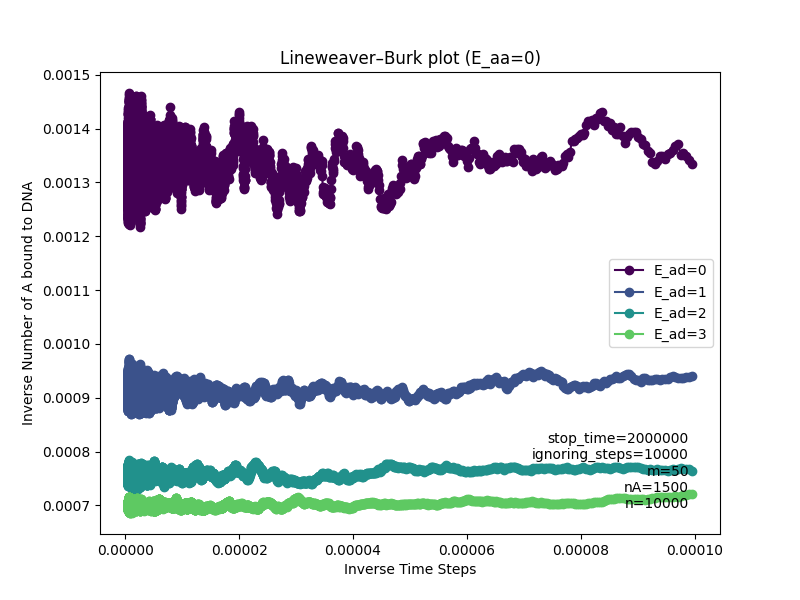 Lineweaver–Burk plot (E_aa=0)
Inverse Number of A bound to DNA
0.0015
0.0014
0.0013
0.0012
0.0011
0.0010
0.0009
0.0008
0.0007
E_ad=0
E_ad=1
E_ad=2
E_ad=3
stop_time=2000000
ignoring_steps=10000
m=50
nA=1500
n=10000
0.00000 0.00002 0.00004 0.00006 0.00008 0.00010
Inverse Time Steps